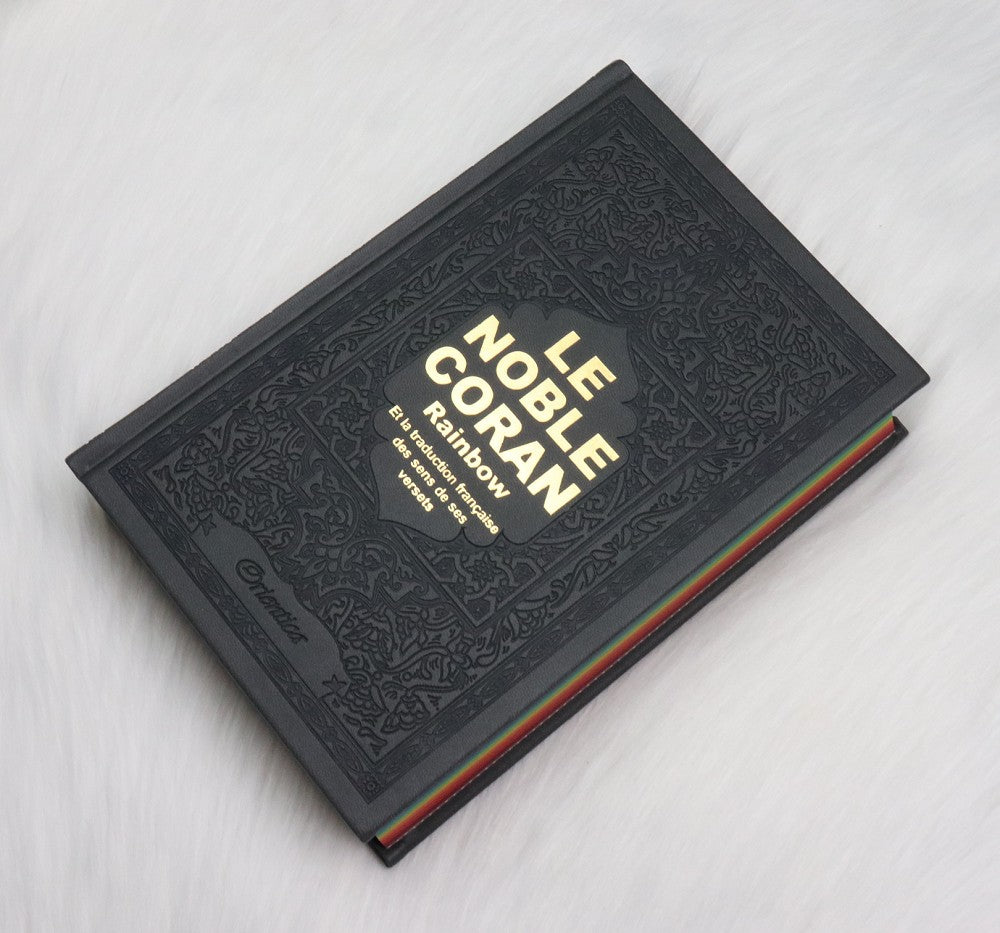 LE
NOBLE
CORAN
Rainbow
Et la traduction française
des sens de ses
versets
Orientica